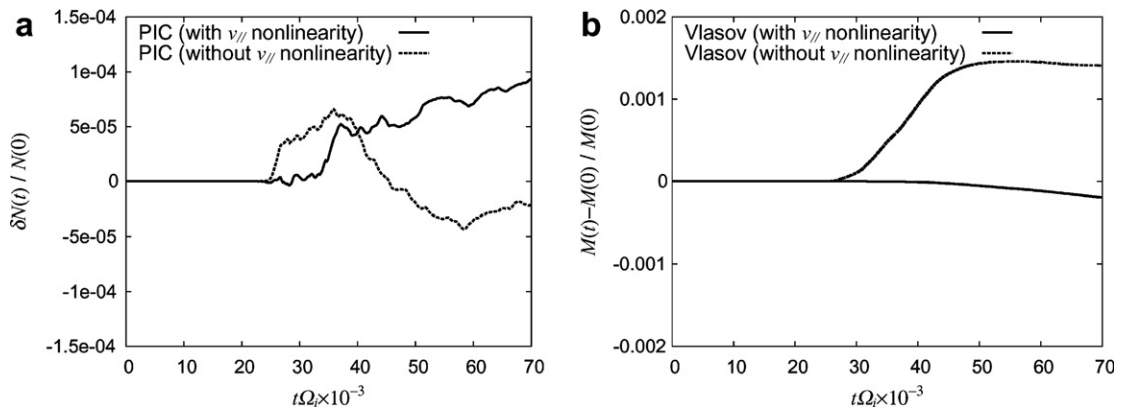 a
PIC (with v// nonlinearity)
PIC (without v// nonlinearity)
1.5e-04
1e-04
5e-05
0
-5e-05
-1e-04
-1.5e-04
δN(t) / N(0)
0 10 20 30 40 50 60 70
tΩi×10−3
b
Vlasov (with v// nonlinearity)
Vlasov (without v// nonlinearity)
0.002
0.001
0
-0.001
-0.002
M(t)−M(0) / M(0)
0 10 20 30 40 50 60 70
tΩi×10−3